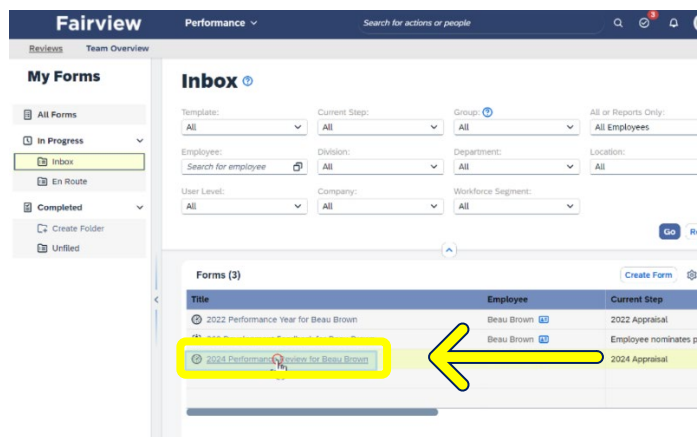 Fairview
Performance
Search for actions or people
3
Reviews
Team Overview
My Forms
All Forms
In Progress
Inbox
En Route
Completed
Create Folder
Unfiled
Inbox
Template:
Current Step:
Group:
All or Reports Only:
All
All
All
All Employees
Employee:
Division:
Department:
Location:
Search for employee
All
All
All
User Level:
Company:
Workforce Segment:
All
All
All
Go
Forms (3)
Create Form
Title
Employee
Current Step
2022 Performance Year for Beau Brown
Beau Brown
2022 Appraisal
Beau Brown
Employee nominates
2024 Performance Review for Beau Brown
2024 Appraisal